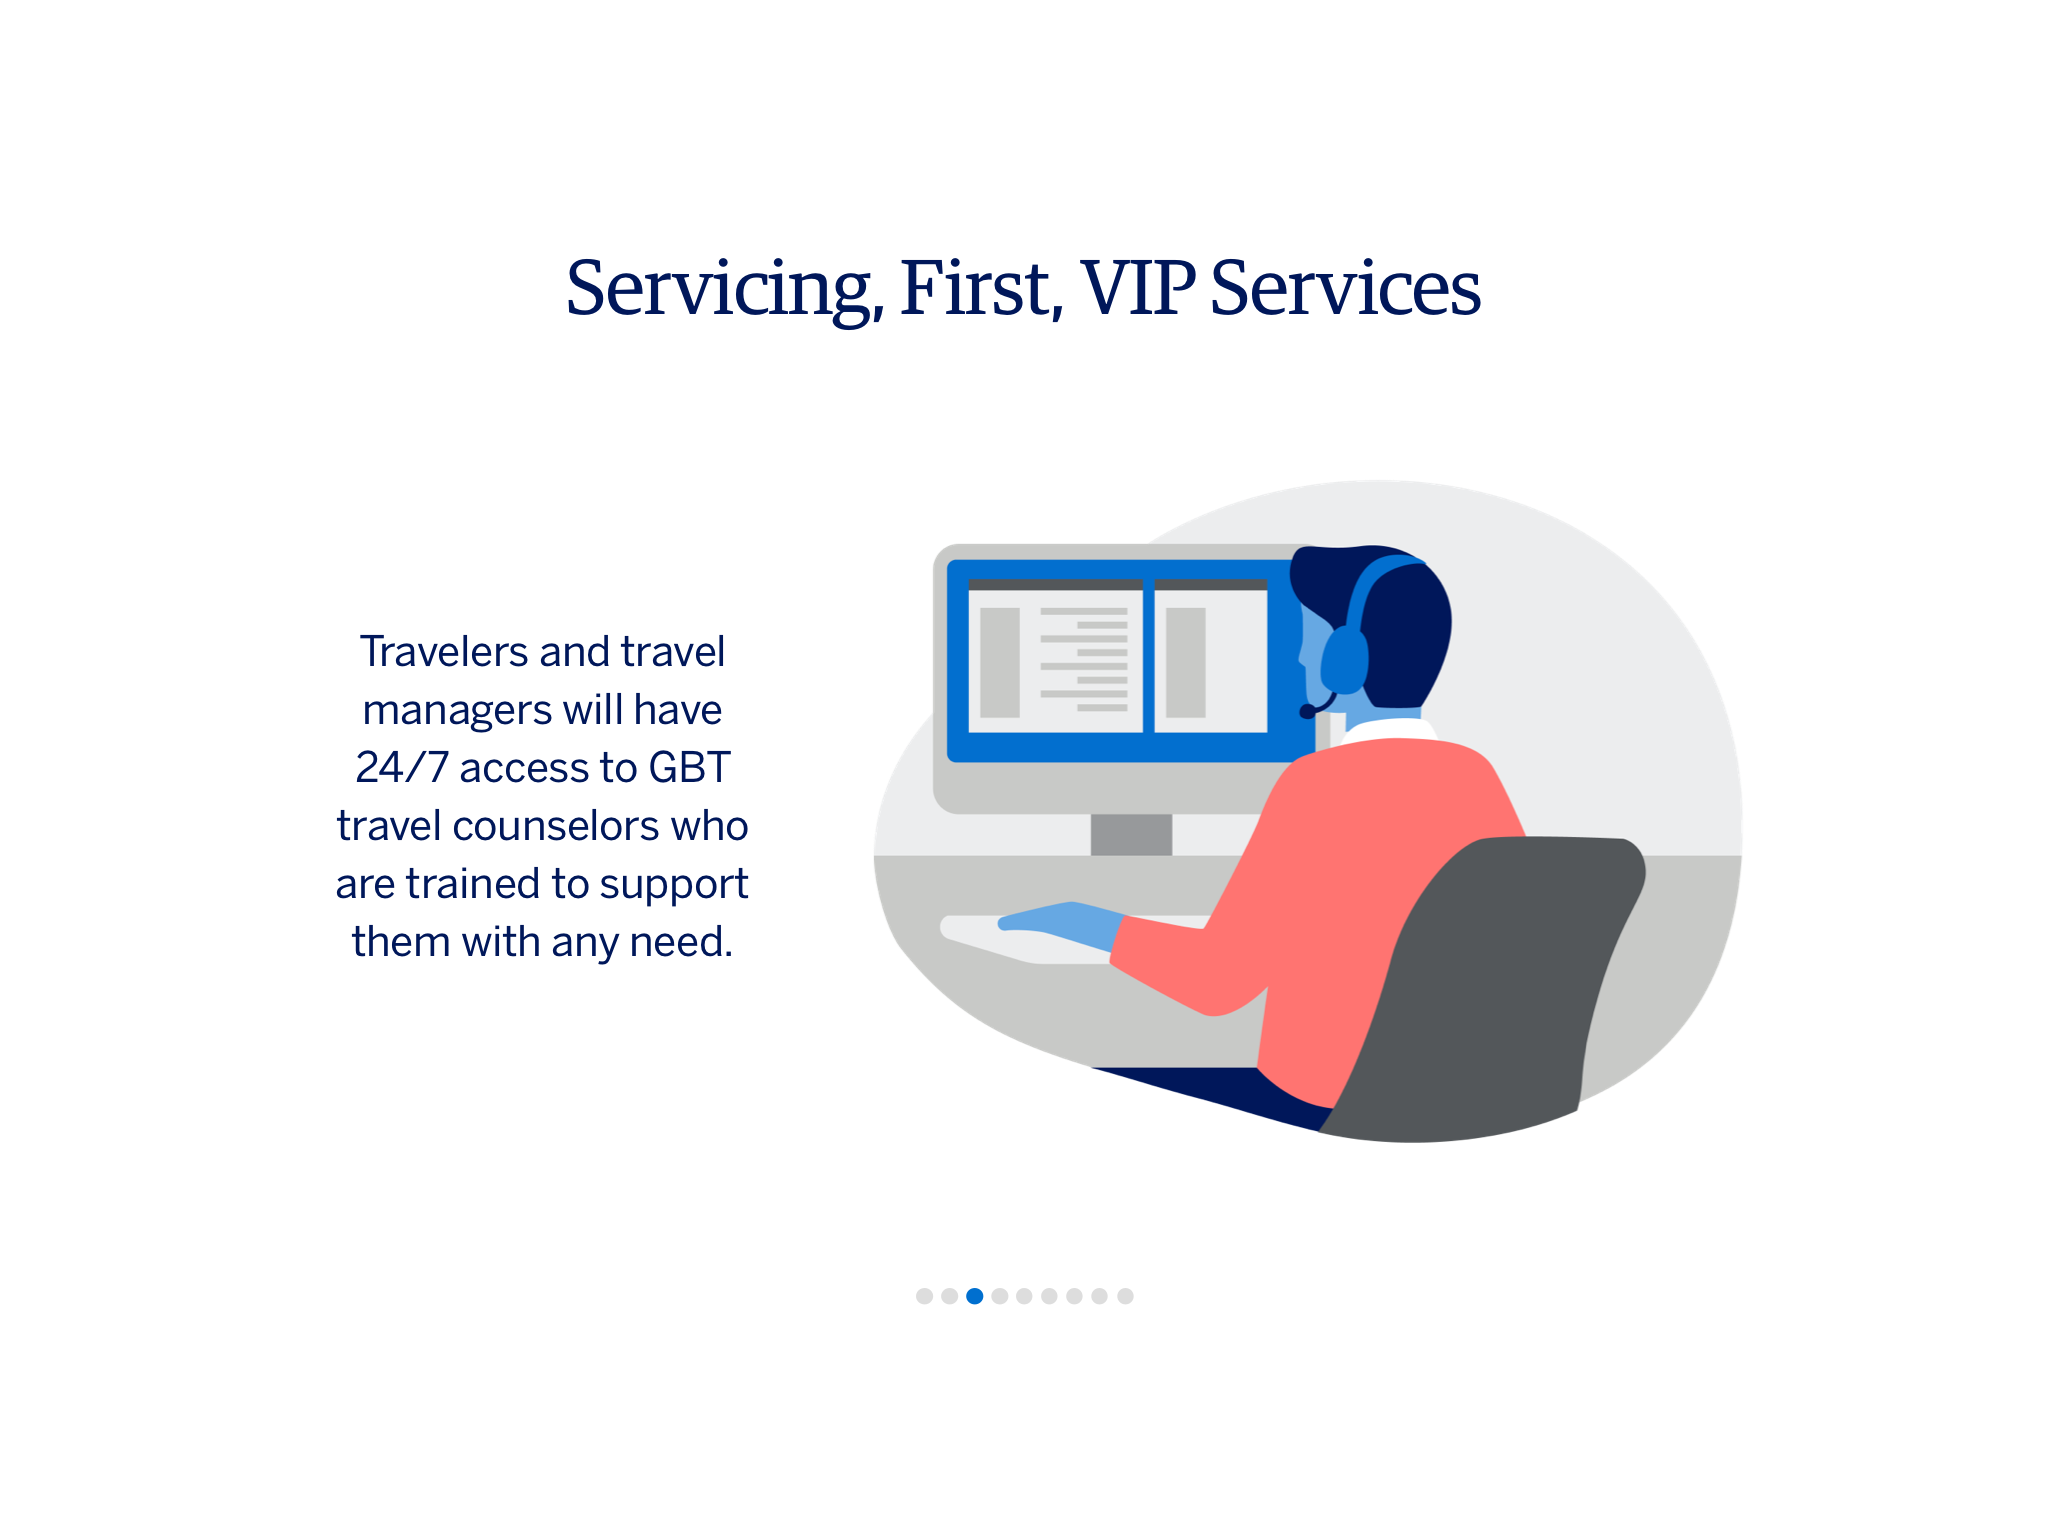 Servicing, First, VIP Services
Travelers and travel
managers will have
24/7 access to GBT
travel counselors who
are trained to support
them with any need.